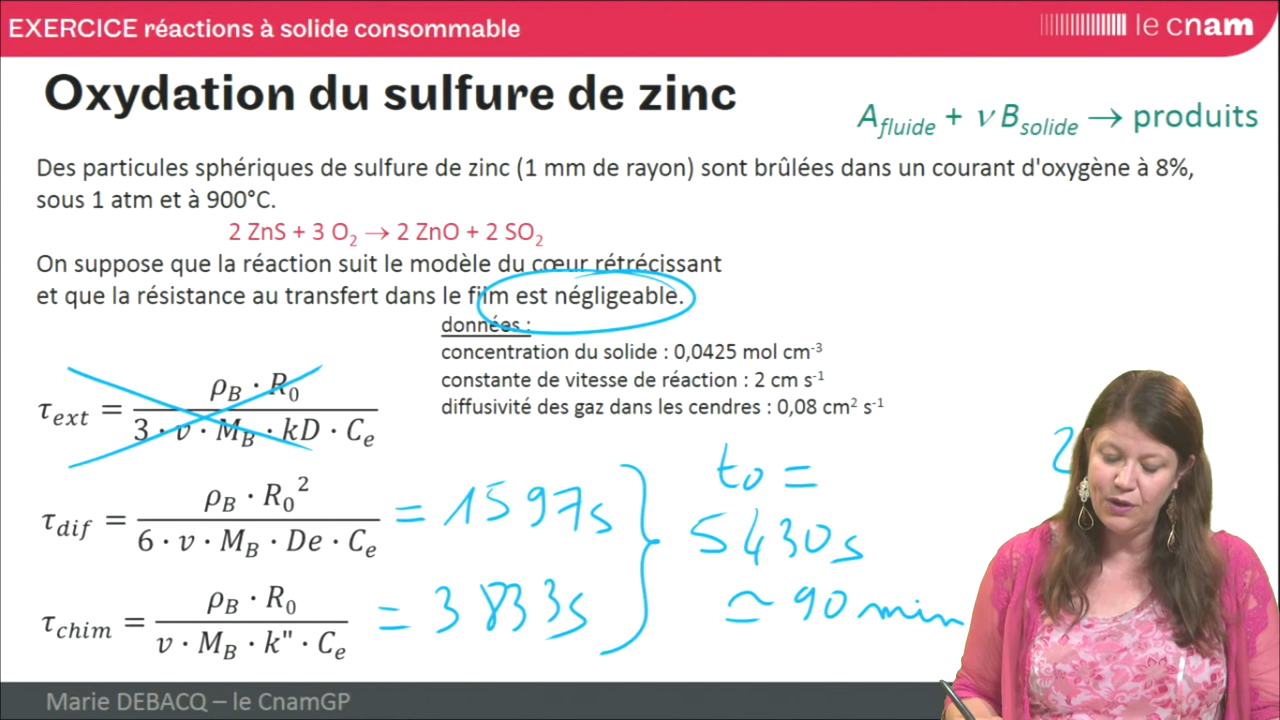 EXERCICE réactions à solide consommable
le cnam
Oxydation du sulfure de zinc
A_fluide + ν B_solide → produits
Des particules sphériques de sulfure de zinc (1 mm de rayon) sont brûlées dans un courant d'oxygène à 8%,
sous 1 atm et à 900°C.
2 ZnS + 3 O₂ → 2 ZnO + 2 SO₂
On suppose que la réaction suit le modèle du cœur rétrécissant
et que la résistance au transfert dans le film est négligeable.
données :
concentration du solide : 0,0425 mol cm⁻³
constante de vitesse de réaction : 2 cm s⁻¹
diffusivité des gaz dans les cendres : 0,08 cm² s⁻¹
τ_ext = (ρ_B · R_0) / (3 · ν · M_B · kD · C_e)
τ_dif = (ρ_B · R_0²) / (6 · ν · M_B · De · C_e) = 1597s
τ_chim = (ρ_B · R_0) / (ν · M_B · k" · C_e) = 3833s
t₀ =
5430s
≃ 90 min
2
Marie DEBACQ – le CnamGP